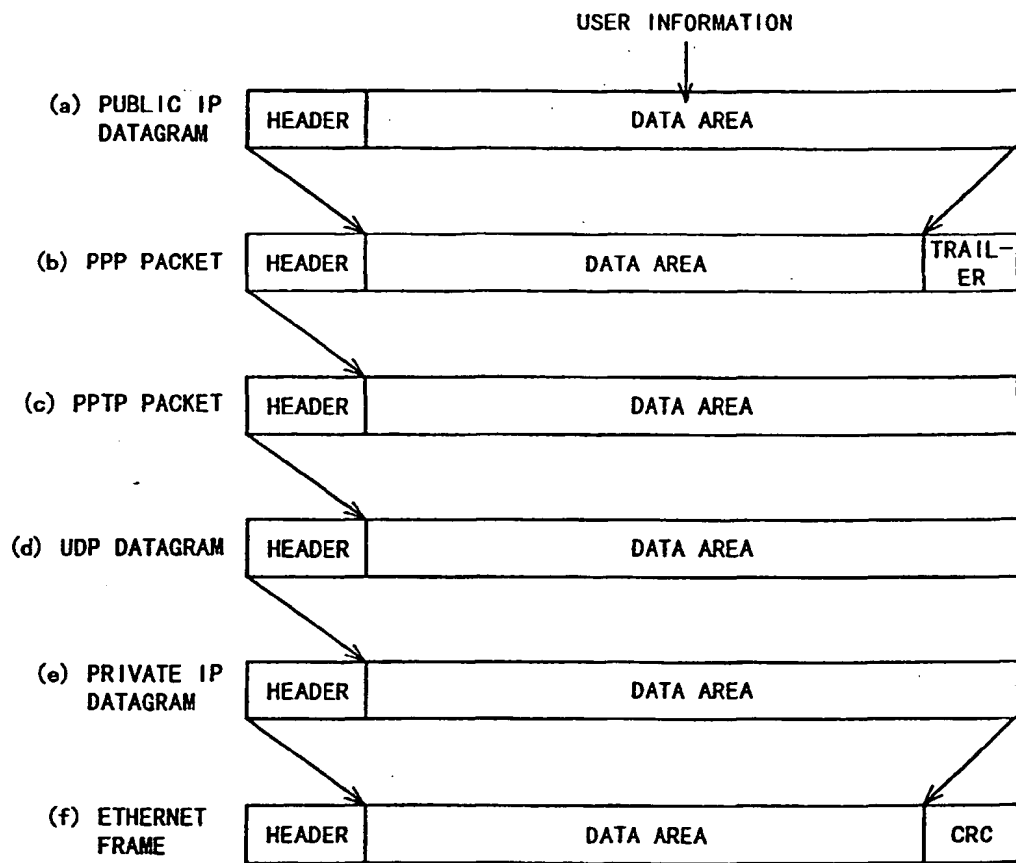 USER INFORMATION
(a) PUBLIC IP
DATAGRAM
HEADER
DATA AREA
(b) PPP PACKET
HEADER
DATA AREA
TRAIL-
ER
(c) PPTP PACKET
HEADER
DATA AREA
(d) UDP DATAGRAM
HEADER
DATA AREA
(e) PRIVATE IP
DATAGRAM
HEADER
DATA AREA
(f) ETHERNET
FRAME
HEADER
DATA AREA
CRC